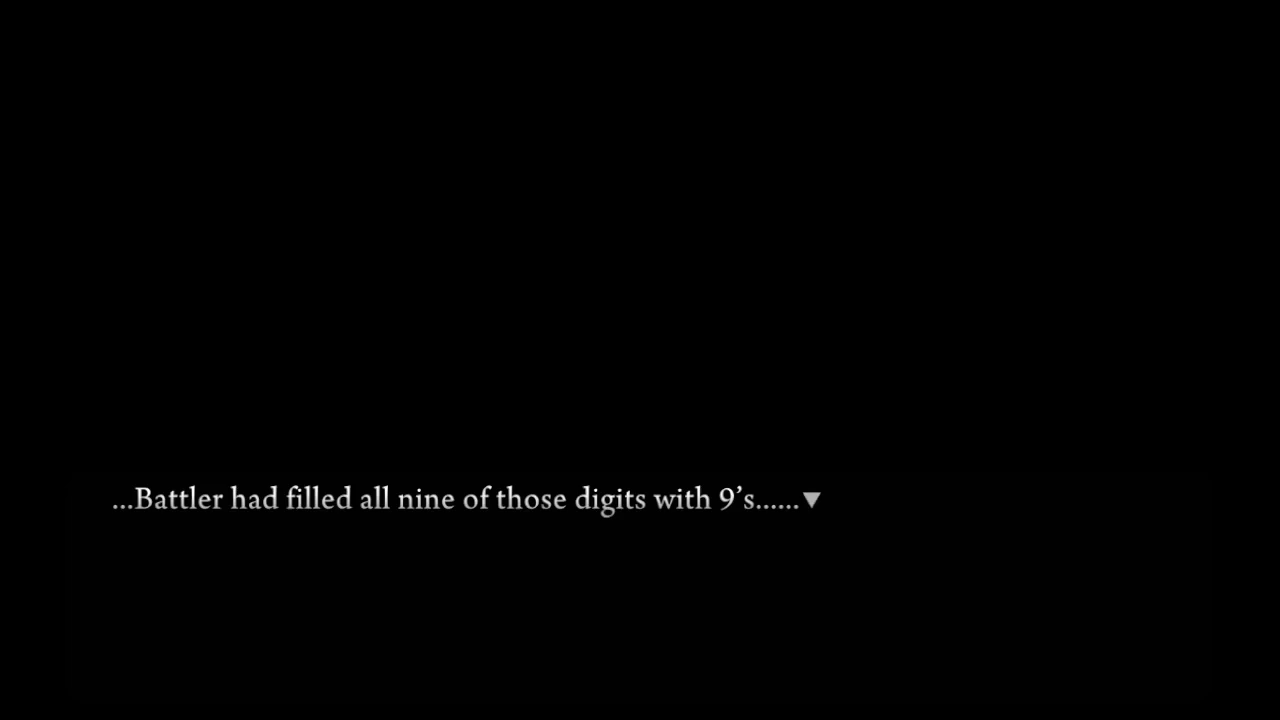 ...Battler had filled all nine of those digits with 9’s......▼